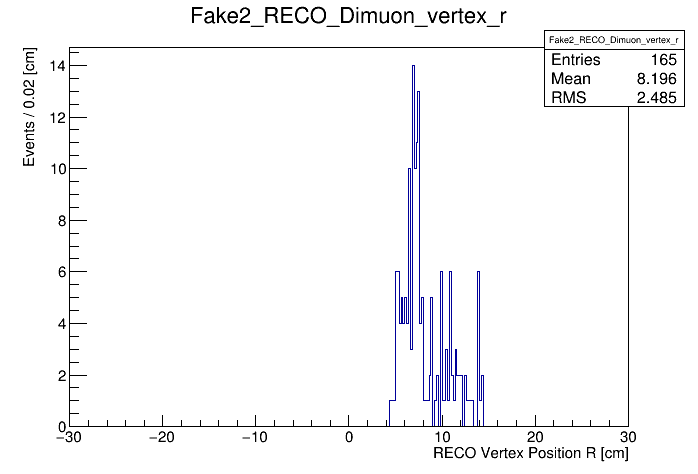 Fake2_RECO_Dimuon_vertex_r
Fake2_RECO_Dimuon_vertex_r
Entries 165
Mean 8.196
RMS 2.485
Events / 0.02 [cm]
14
12
10
8
6
4
2
0
−30 −20 −10 0 10 20 30
RECO Vertex Position R [cm]